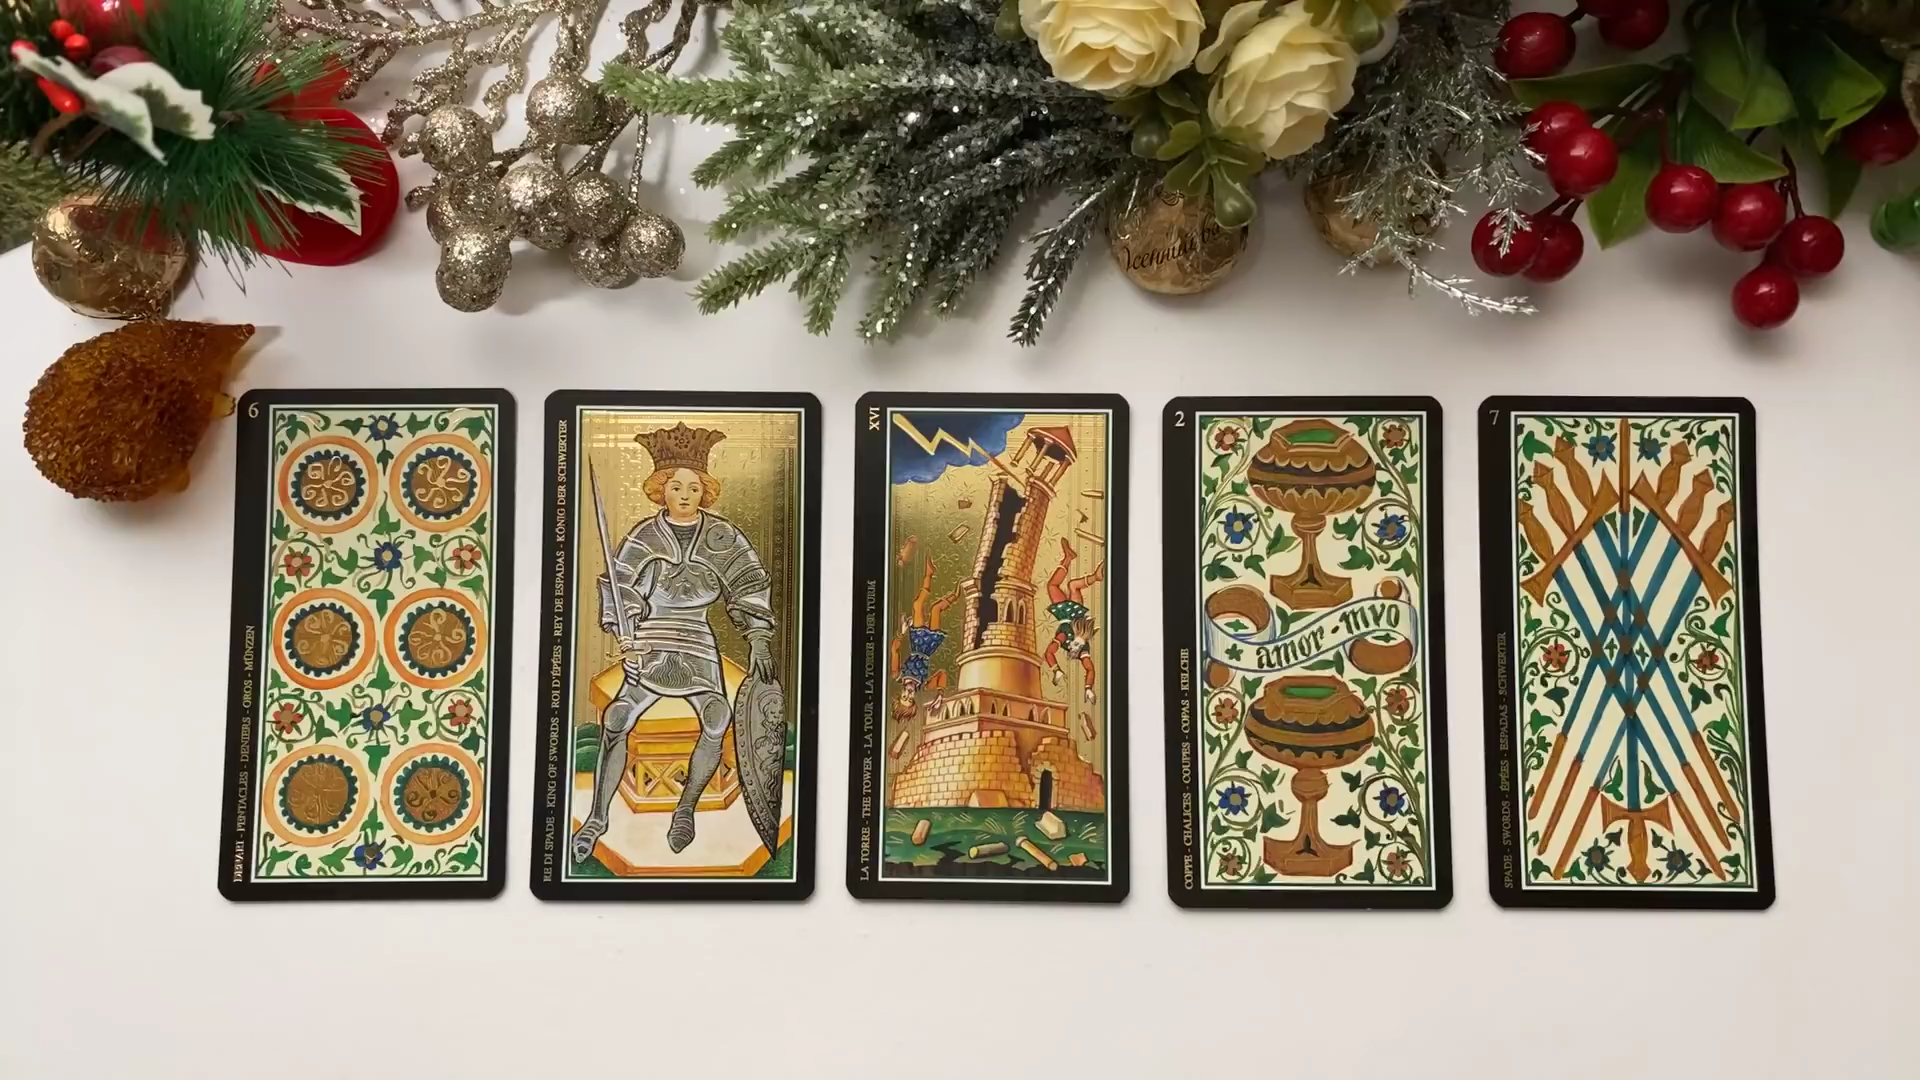 6
DENARI - PENTACLES - DENIERS - OROS - MÜNZEN
RE DI SPADE - KING OF SWORDS - ROI D'ÉPÉES - REY DE ESPADAS - KÖNIG DER SCHWERTER
XVI
LA TORRE - THE TOWER - LA TOUR - LA TORRE - DER TURM
2
COPPE - CHALICES - COUPES - COPAS - KELCHE
amor - mvo
7
SPADE - SWORDS - ÉPÉES - ESPADAS - SCHWERTER